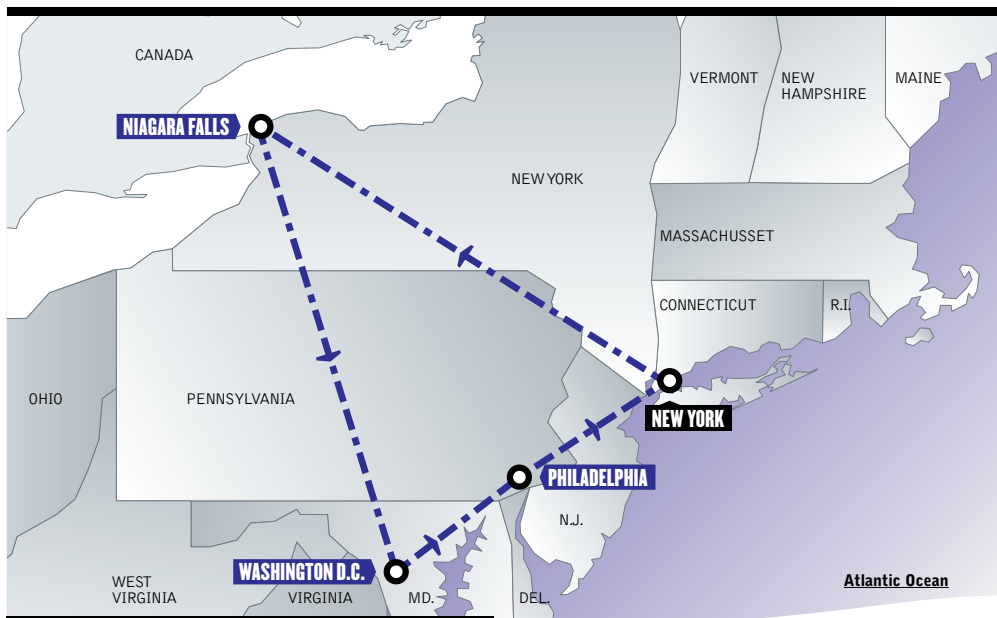 CANADA
VERMONT
NEW
HAMPSHIRE
MAINE
NIAGARA FALLS
NEW YORK
MASSACHUSSET
CONNECTICUT
R.I.
OHIO
PENNSYLVANIA
NEW YORK
PHILADELPHIA
N.J.
WASHINGTON D.C.
WEST
VIRGINIA
VIRGINIA
MD.
DEL.
Atlantic Ocean